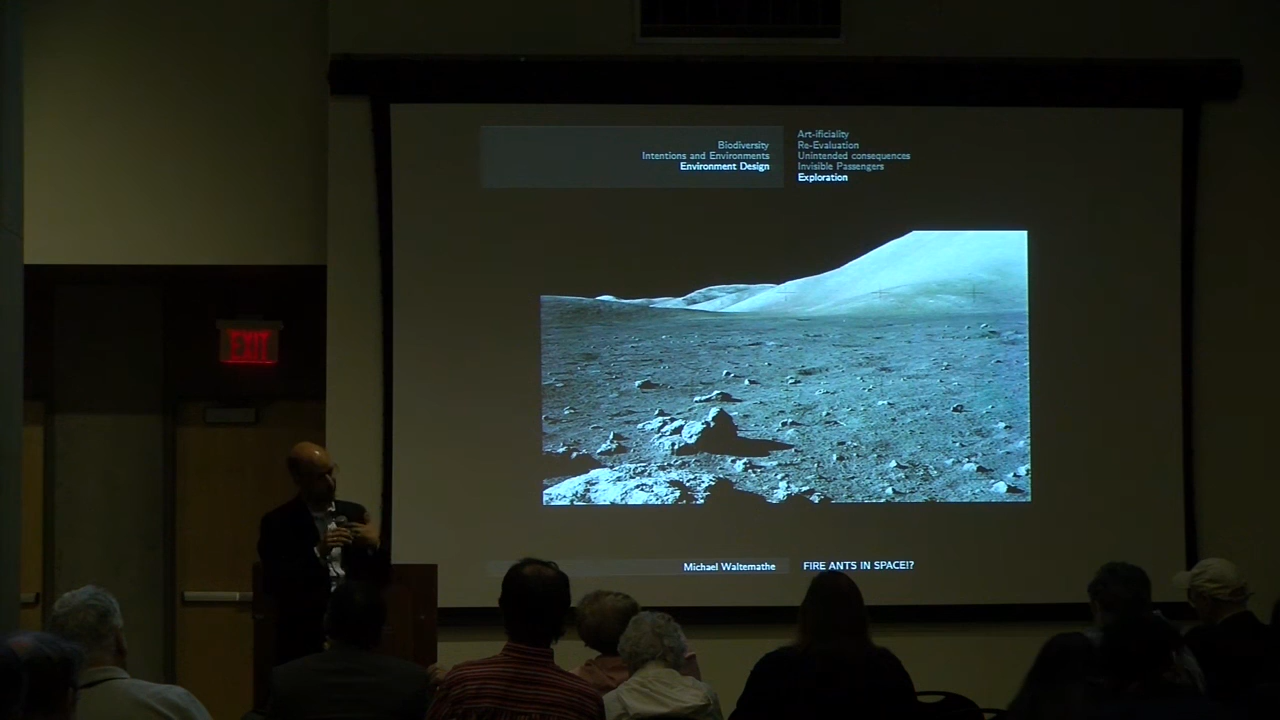 Biodiversity
Intentions and Environments
Environment Design
Art-ificiality
Re-Evaluation
Unintended consequences
Invisible Passengers
Exploration
EXIT
Michael Waltemathe
FIRE ANTS IN SPACE!?